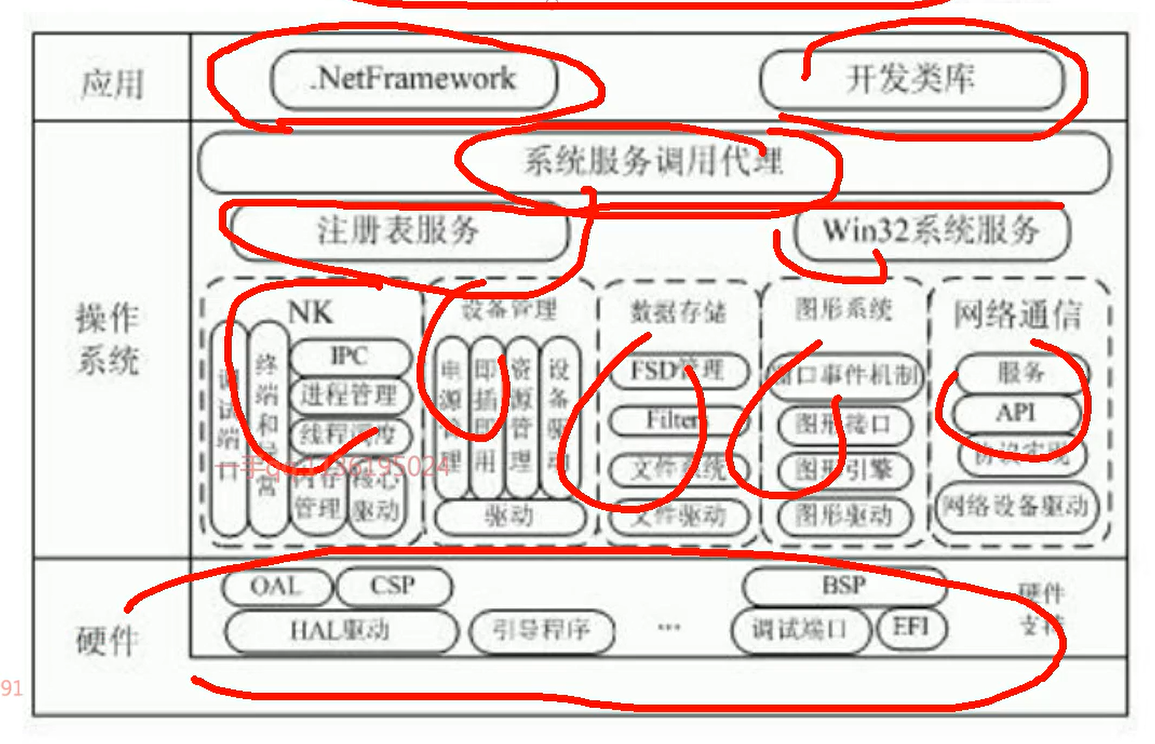 应用
.NetFramework
开发类库
系统服务调用代理
注册表服务
Win32系统服务
操作
系统
NK
调试端口
终端和异常
IPC
进程管理
线程调度
内存
管理
核心
驱动
设备管理
电源管理
即插即用
资源管理
设备驱动
驱动
数据存储
FSD管理
Filters
文件系统
文件驱动
图形系统
窗口事件机制
图形接口
图形引擎
图形驱动
网络通信
服务
API
协议实现
网络设备驱动
硬件
OAL
CSP
BSP
硬件
支持
HAL驱动
引导程序
...
调试端口
EFI
91